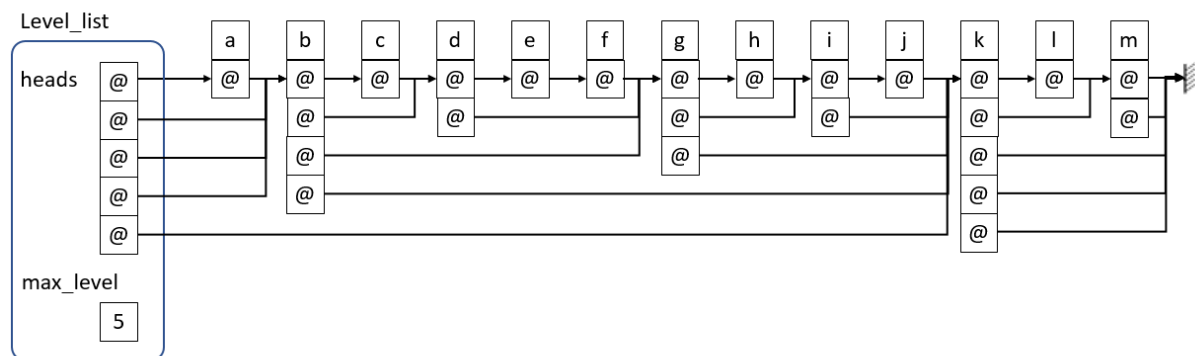 Level_list
a b c d e f g h i j k l m
heads @ @ @ @ @ @ @ @ @ @ @ @ @ @
@ @ @ @ @ @ @ @
@ @ @ @
@ @ @
@ @
max_level
5